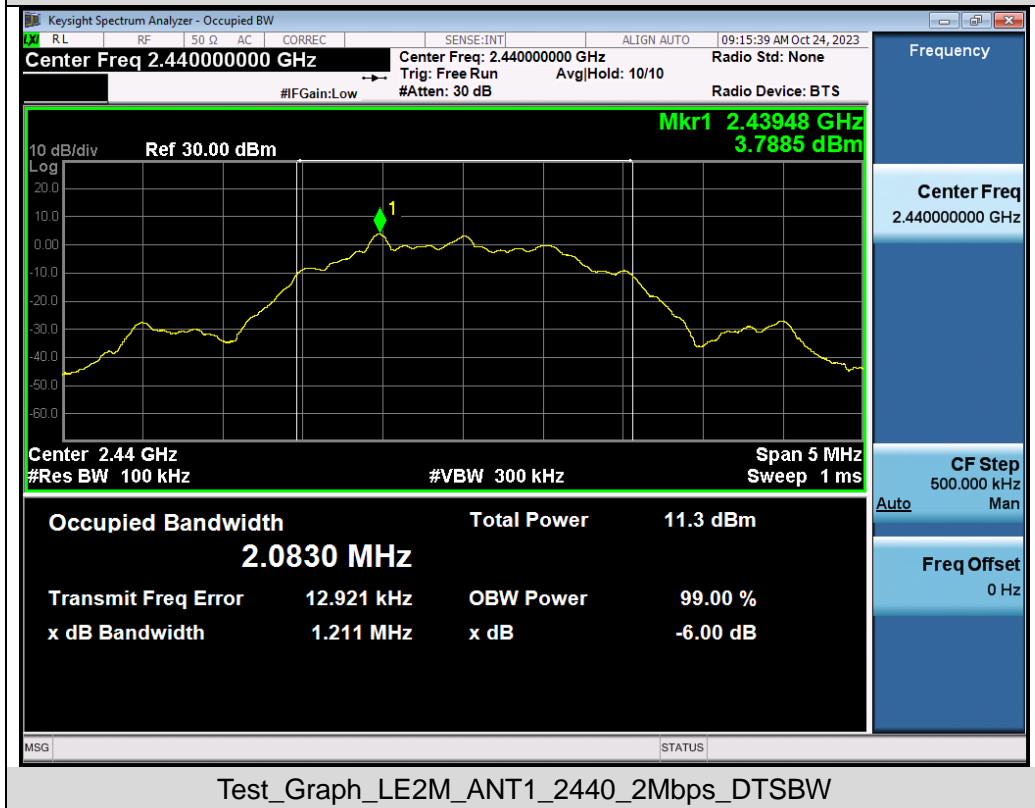 Keysight Spectrum Analyzer - Occupied BW
LXI RL RF 50 Ω AC CORREC SENSE:INT ALIGN AUTO 09:15:39 AM Oct 24, 2023
Center Freq 2.440000000 GHz
Center Freq: 2.440000000 GHz Radio Std: None
Trig: Free Run Avg|Hold: 10/10
#IFGain:Low #Atten: 30 dB Radio Device: BTS
Mkr1 2.43948 GHz
3.7885 dBm
10 dB/div Ref 30.00 dBm
Log
20.0
10.0
0.00
-10.0
-20.0
-30.0
-40.0
-50.0
-60.0
1
Center 2.44 GHz Span 5 MHz
#Res BW 100 kHz #VBW 300 kHz Sweep 1 ms
Occupied Bandwidth Total Power 11.3 dBm
2.0830 MHz
Transmit Freq Error 12.921 kHz OBW Power 99.00 %
x dB Bandwidth 1.211 MHz x dB -6.00 dB
MSG STATUS
Frequency
Center Freq
2.440000000 GHz
CF Step
500.000 kHz
Auto Man
Freq Offset
0 Hz
Test_Graph_LE2M_ANT1_2440_2Mbps_DTSBW